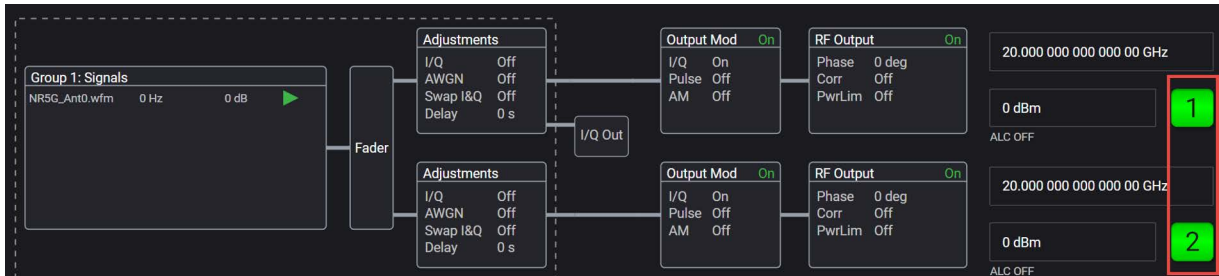 Group 1: Signals
NR5G_Ant0.wfm 0 Hz 0 dB
Fader
Adjustments
I/Q Off
AWGN Off
Swap I&Q Off
Delay 0 s
I/Q Out
Output Mod On
I/Q On
Pulse Off
AM Off
RF Output On
Phase 0 deg
Corr Off
PwrLim Off
20.000 000 000 000 00 GHz
0 dBm
1
ALC OFF
Adjustments
I/Q Off
AWGN Off
Swap I&Q Off
Delay 0 s
Output Mod On
I/Q On
Pulse Off
AM Off
RF Output On
Phase 0 deg
Corr Off
PwrLim Off
20.000 000 000 000 00 GHz
0 dBm
2
ALC OFF